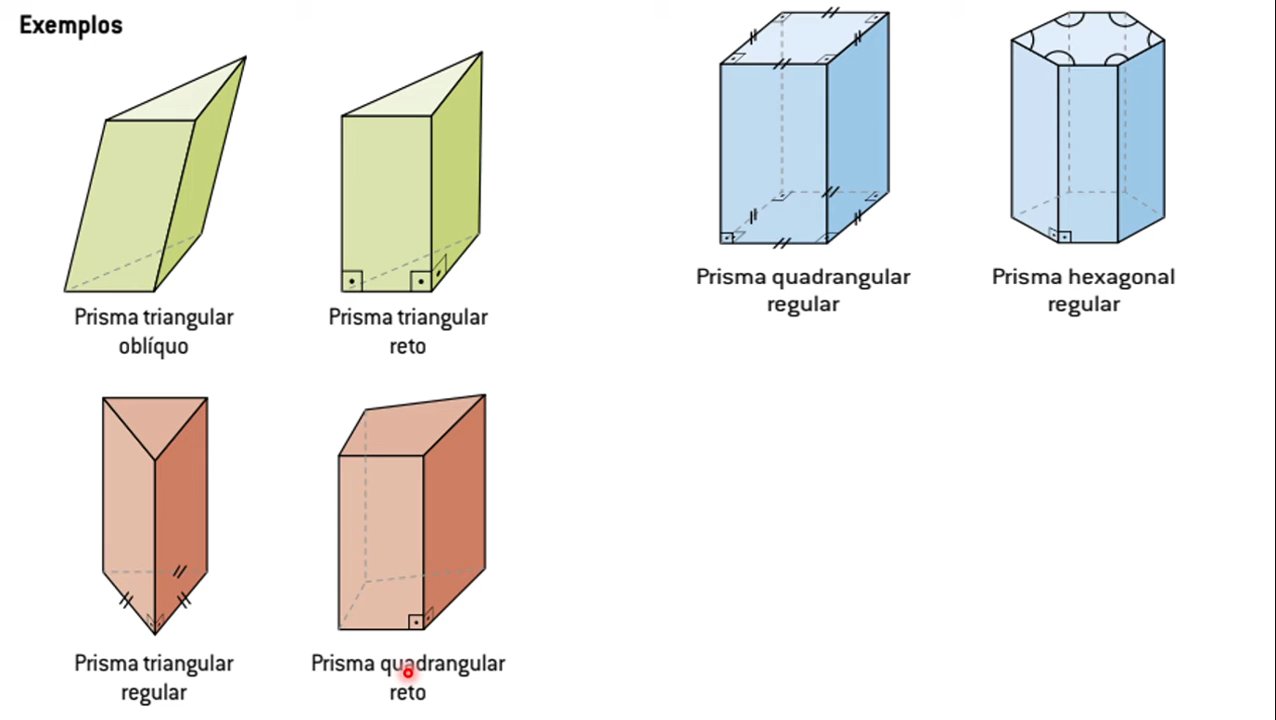 Exemplos
Prisma triangular
oblíquo
Prisma triangular
reto
Prisma quadrangular
regular
Prisma hexagonal
regular
Prisma triangular
regular
Prisma quadrangular
reto